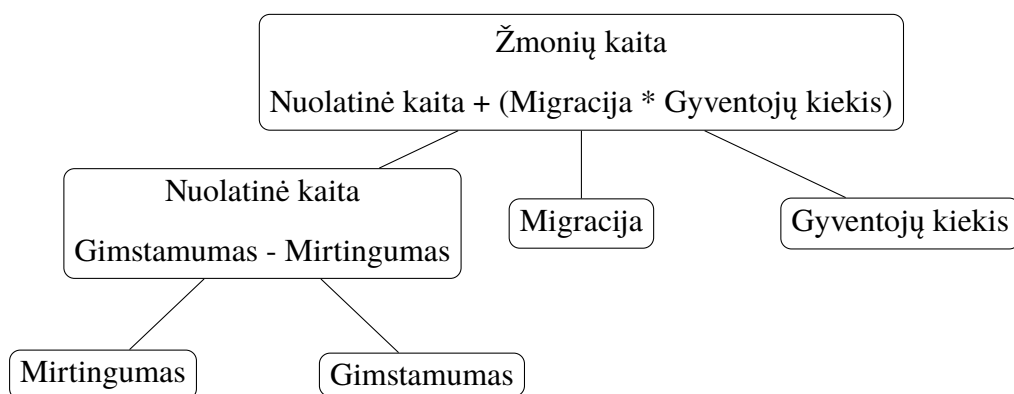 Žmonių kaita
Nuolatinė kaita + (Migracija * Gyventojų kiekis)
Nuolatinė kaita
Gimstamumas - Mirtingumas
Migracija
Gyventojų kiekis
Mirtingumas
Gimstamumas